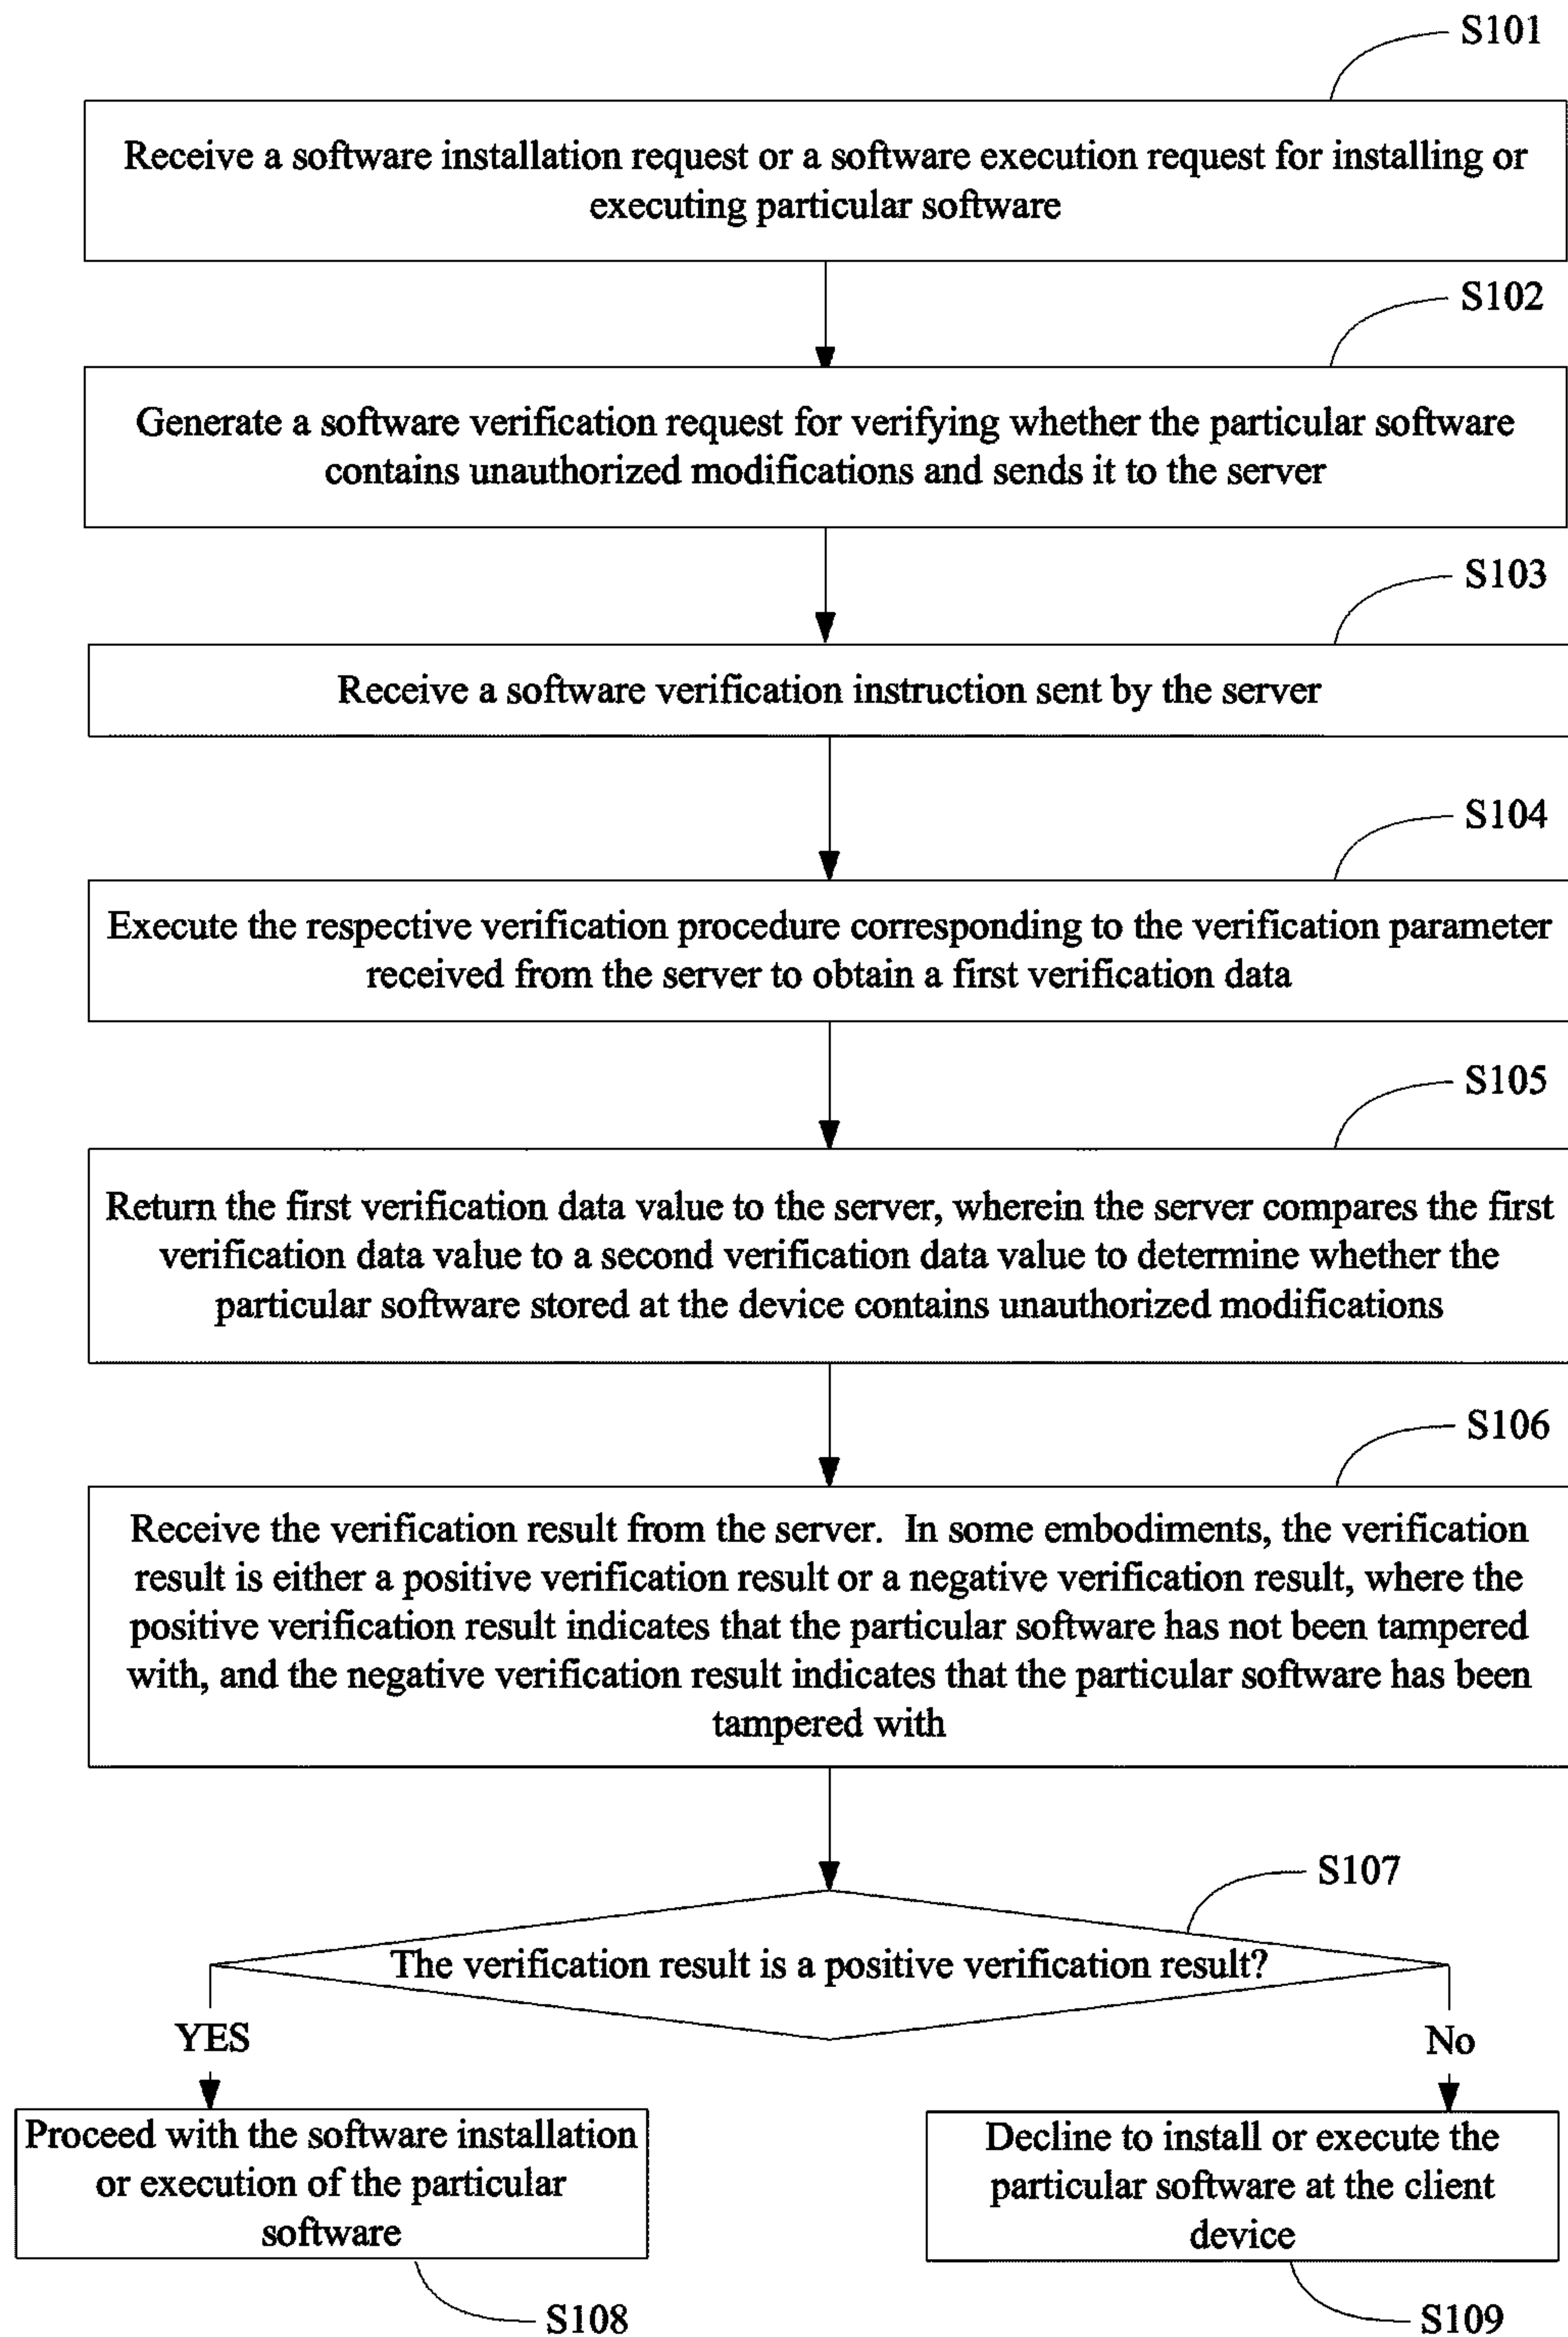 S101
Receive a software installation request or a software execution request for installing or
executing particular software
S102
Generate a software verification request for verifying whether the particular software
contains unauthorized modifications and sends it to the server
S103
Receive a software verification instruction sent by the server
S104
Execute the respective verification procedure corresponding to the verification parameter
received from the server to obtain a first verification data
S105
Return the first verification data value to the server, wherein the server compares the first
verification data value to a second verification data value to determine whether the
particular software stored at the device contains unauthorized modifications
S106
Receive the verification result from the server. In some embodiments, the verification
result is either a positive verification result or a negative verification result, where the
positive verification result indicates that the particular software has not been tampered
with, and the negative verification result indicates that the particular software has been
tampered with
S107
The verification result is a positive verification result?
YES
No
Proceed with the software installation
or execution of the particular
software
Decline to install or execute the
particular software at the client
device
S108
S109